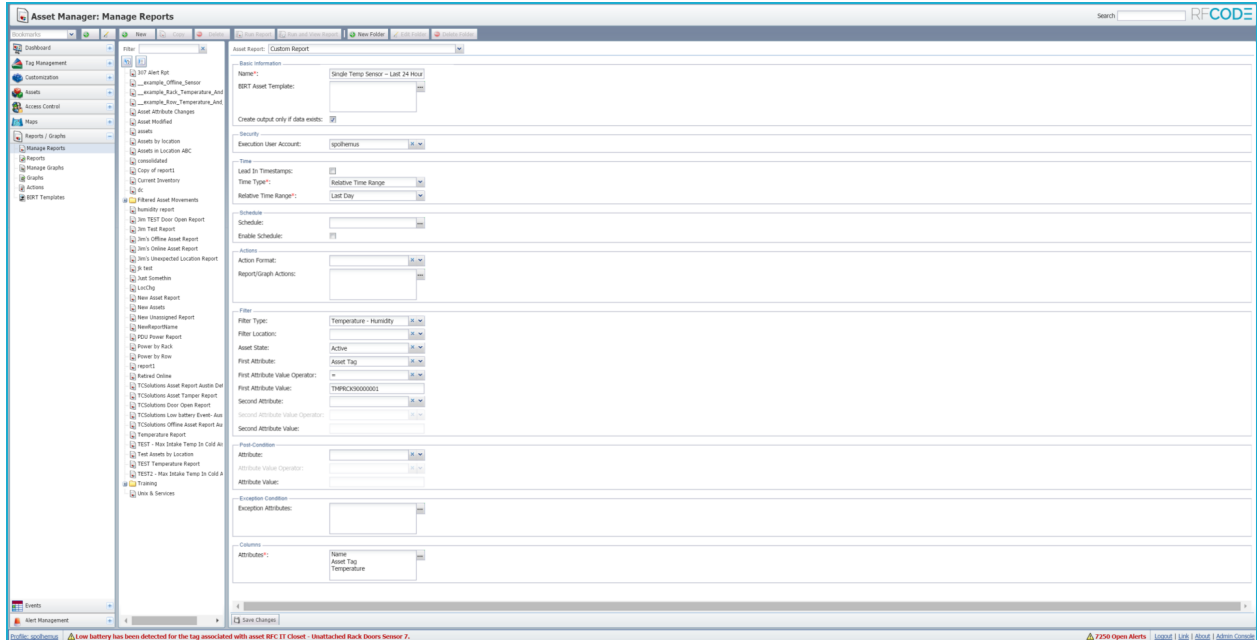 Asset Manager: Manage Reports
Search
RFCODE
Bookmarks
New
Copy
Delete
Run Report
Run and View Report
New Folder
Edit Folder
Delete Folder
Dashboard
Tag Management
Customization
Assets
Access Control
Maps
Reports / Graphs
Manage Reports
Reports
Manage Graphs
Graphs
Actions
BIRT Templates
Events
Alert Management
Filter
307 Alert Rpt
__example_Offline_Sensor
__example_Rack_Temperature_And
__example_Row_Temperature_And_
Asset Attribute Changes
Asset Modified
assets
Assets by location
Assets in Location ABC
consolidated
Copy of report1
Current Inventory
dc
Filtered Asset Movements
humidity report
Jim TEST Door Open Report
Jim Test Report
Jim's Offline Asset Report
Jim's Online Asset Report
Jim's Unexpected Location Report
jk test
Just Somethin
LocChg
New Asset Report
New Assets
New Unassigned Report
NewReportName
PDU Power Report
Power by Rack
Power by Row
report1
Retired Online
TCSolutions Asset Report Austin Det
TCSolutions Asset Tamper Report
TCSolutions Door Open Report
TCSolutions Low battery Event- Aus
TCSolutions Offline Asset Report Au
Temperature Report
TEST - Max Intake Temp In Cold Ais
Test Assets by Location
TEST Temperature Report
TEST2 - Max Intake Temp In Cold A
Training
Unix & Services
Asset Report: Custom Report
Basic Information
Name*: Single Temp Sensor – Last 24 Hour
BIRT Asset Template:
Create output only if data exists:
Security
Execution User Account: spolhemus
Time
Lead In Timestamps:
Time Type*: Relative Time Range
Relative Time Range*: Last Day
Schedule
Schedule:
Enable Schedule:
Actions
Action Format:
Report/Graph Actions:
Filter
Filter Type: Temperature - Humidity
Filter Location:
Asset State: Active
First Attribute: Asset Tag
First Attribute Value Operator: =
First Attribute Value: TMPRCK90000001
Second Attribute:
Second Attribute Value Operator:
Second Attribute Value:
Post-Condition
Attribute:
Attribute Value Operator:
Attribute Value:
Exception Condition
Exception Attributes:
Columns
Attributes*: Name
Asset Tag
Temperature
Save Changes
Profile: spolhemus
Low battery has been detected for the tag associated with asset RFC IT Closet - Unattached Rack Doors Sensor 7.
7250 Open Alerts
Logout | Link | About | Admin Console